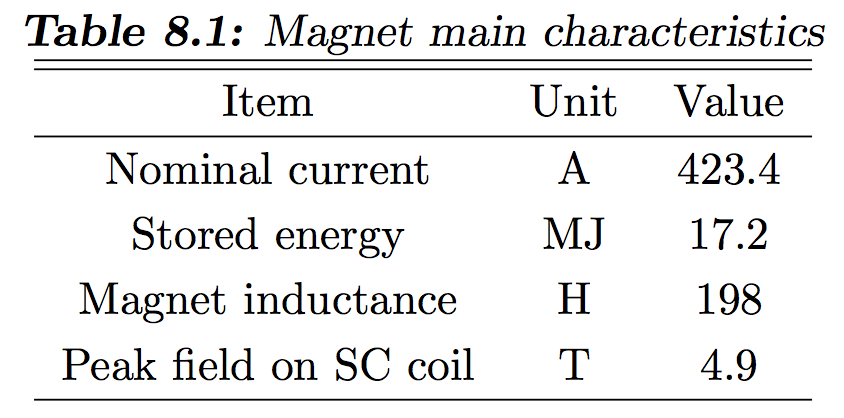 Table 8.1: Magnet main characteristics
Item Unit Value
Nominal current A 423.4
Stored energy MJ 17.2
Magnet inductance H 198
Peak field on SC coil T 4.9